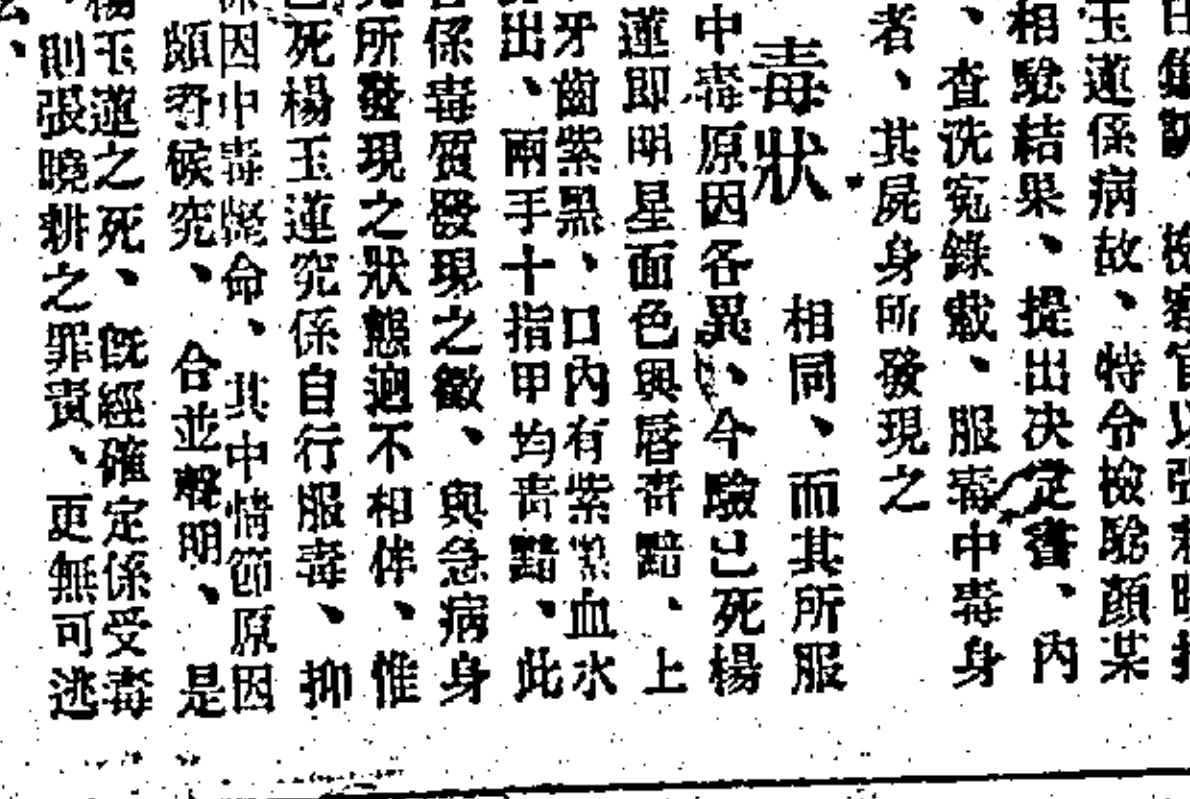 玉蓮係病故、特令檢驗顏某
相驗結果、提出決定書、內
、查洗寃錄載、服毒中毒身
者、其屍身所發現之
毒狀
相同、而其所服
中毒原因各異、今驗已死楊
蓮即明星面色與唇青黯、上
牙齒紫黑、口內有紫黑血水
出、兩手十指甲均青黯、此
係毒質發現之徵、與急病身
所發現之狀態迥不相侔、惟
已死楊玉蓮究係自行服毒、抑
係因中毒斃命、其中情節原因
頗 候究、合並聲明、是
楊玉蓮之死、旣經確定係受毒
、則張曉耕之罪責、更無可逃